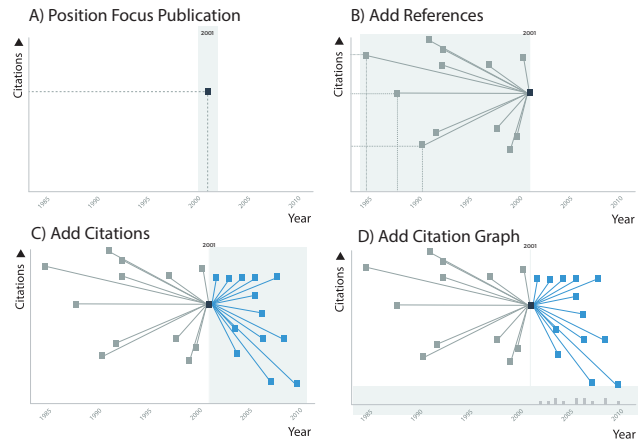 A) Position Focus Publication
2001
Citations
1985 1990 1995 2000 2005 2010
Year
B) Add References
2001
Citations
1985 1990 1995 2000 2005 2010
Year
C) Add Citations
2001
Citations
1985 1990 1995 2000 2005 2010
Year
D) Add Citation Graph
2001
Citations
1985 1990 1995 2000 2005 2010
Year